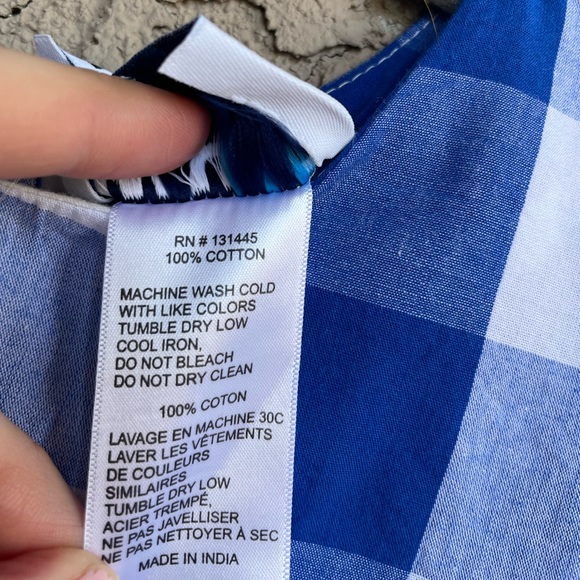 RN # 131445
100% COTTON
MACHINE WASH COLD
WITH LIKE COLORS
TUMBLE DRY LOW
COOL IRON,
DO NOT BLEACH
DO NOT DRY CLEAN
100% COTON
LAVAGE EN MACHINE 30C
LAVER LES VÊTEMENTS
DE COULEURS
SIMILAIRES
TUMBLE DRY LOW
ACIER TREMPÉ,
NE PAS JAVELLISER
NE PAS NETTOYER À SEC
MADE IN INDIA